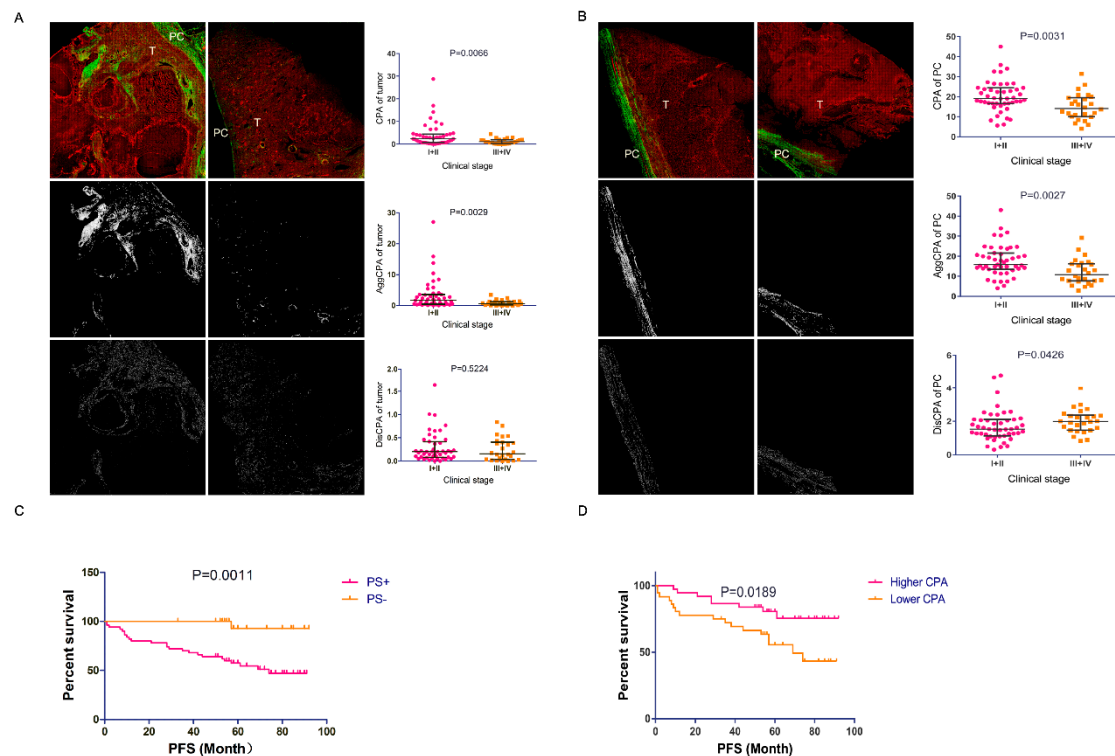 A
PC
T
PC
T
P=0.0066
CPA of tumor
30
20
10
0
I+II
III+IV
Clinical stage
P=0.0029
AggCPA of tumor
30
20
10
0
I+II
III+IV
Clinical stage
P=0.5224
DisCPA of tumor
2.0
1.5
1.0
0.5
0.0
I+II
III+IV
Clinical stage
B
T
PC
T
PC
P=0.0031
CPA of PC
50
40
30
20
10
0
I+II
III+IV
Clinical stage
P=0.0027
AggCPA of PC
50
40
30
20
10
0
I+II
III+IV
Clinical stage
P=0.0426
DisCPA of PC
6
4
2
0
I+II
III+IV
Clinical stage
C
P=0.0011
PS+
PS-
Percent survival
150
100
50
0
0 20 40 60 80 100
PFS (Month)
D
P=0.0189
Higher CPA
Lower CPA
Percent survival
100
50
0
0 20 40 60 80 100
PFS (Month)